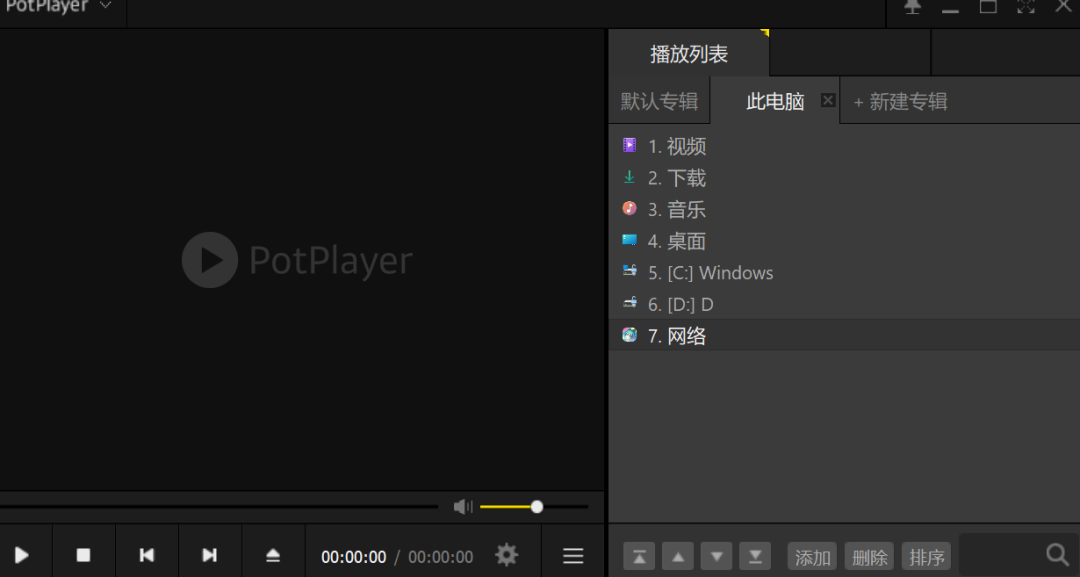 PotPlayer
播放列表
默认专辑 此电脑 + 新建专辑
1. 视频
2. 下载
3. 音乐
4. 桌面
PotPlayer
5. [C:] Windows
6. [D:] D
7. 网络
00:00:00 / 00:00:00
添加 删除 排序